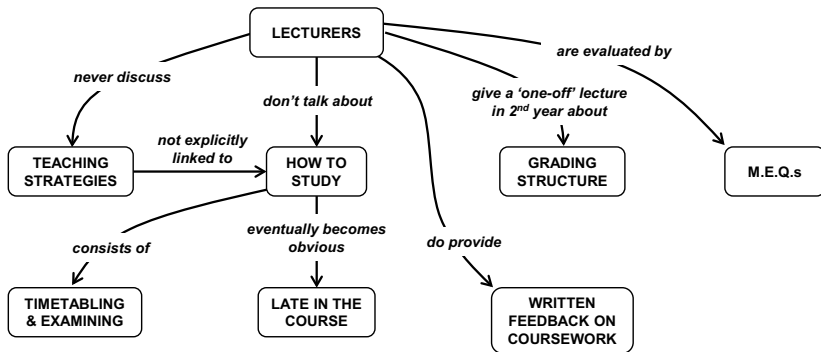 LECTURERS
are evaluated by
never discuss
don't talk about
give a ‘one-off’ lecture
in 2nd year about
not explicitly
linked to
TEACHING
STRATEGIES
HOW TO
STUDY
GRADING
STRUCTURE
M.E.Q.s
consists of
eventually becomes
obvious
do provide
TIMETABLING
& EXAMINING
LATE IN THE
COURSE
WRITTEN
FEEDBACK ON
COURSEWORK